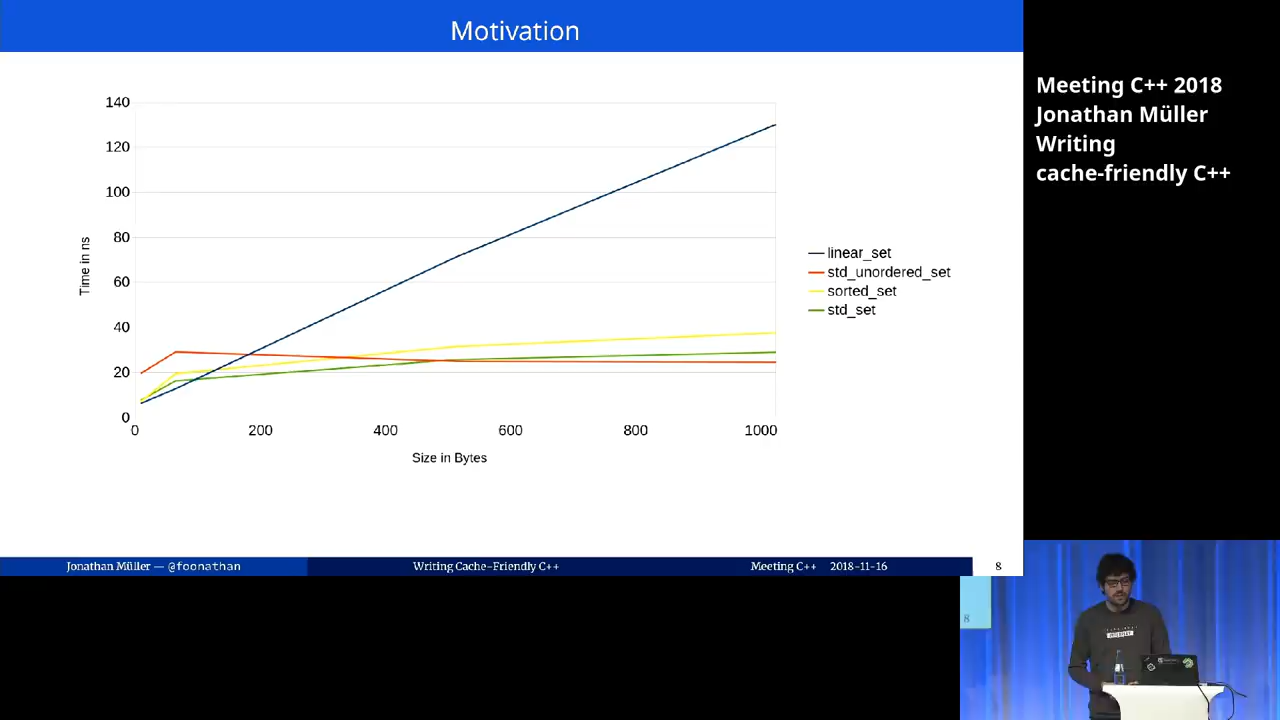 Motivation
140
120
100
80
60
40
20
0
0 200 400 600 800 1000
Time in ns
Size in Bytes
linear_set
std_unordered_set
sorted_set
std_set
Jonathan Müller — @foonathan Writing Cache-Friendly C++ Meeting C++ 2018-11-16 8
Meeting C++ 2018
Jonathan Müller
Writing
cache-friendly C++
8